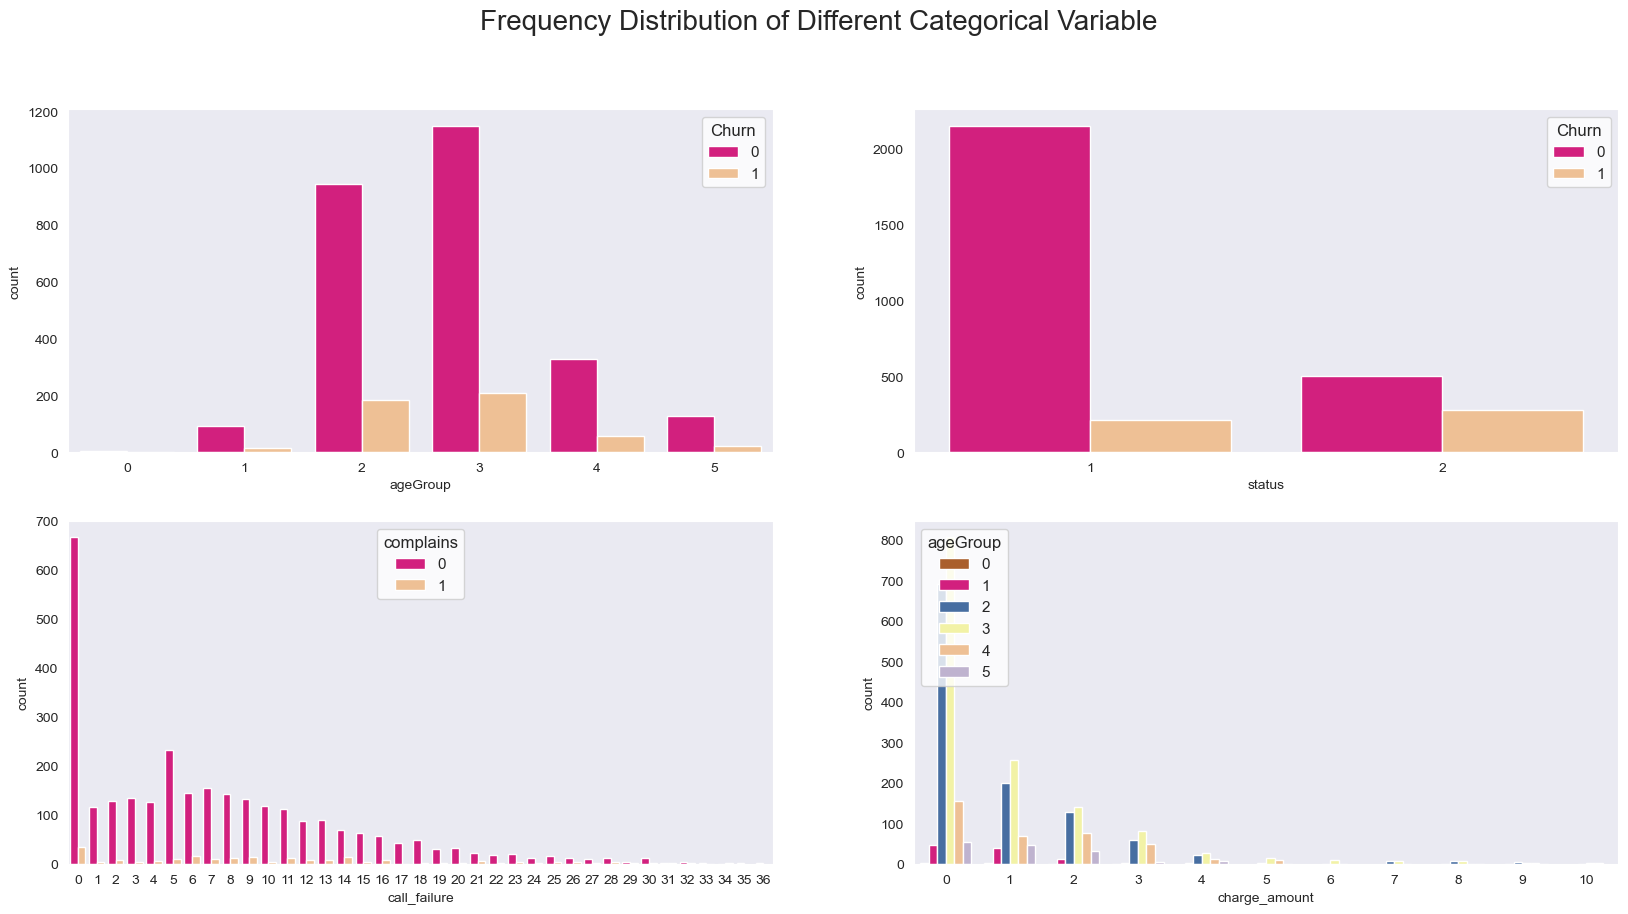 Frequency Distribution of Different Categorical Variable
1200
1000
800
600
400
200
0
count
0 1 2 3 4 5
ageGroup
Churn
0
1
2000
1500
1000
500
0
count
1 2
status
Churn
0
1
700
600
500
400
300
200
100
0
count
0 1 2 3 4 5 6 7 8 9 10 11 12 13 14 15 16 17 18 19 20 21 22 23 24 25 26 27 28 29 30 31 32 33 34 35 36
call_failure
complains
0
1
800
700
600
500
400
300
200
100
0
count
0 1 2 3 4 5 6 7 8 9 10
charge_amount
ageGroup
0
1
2
3
4
5